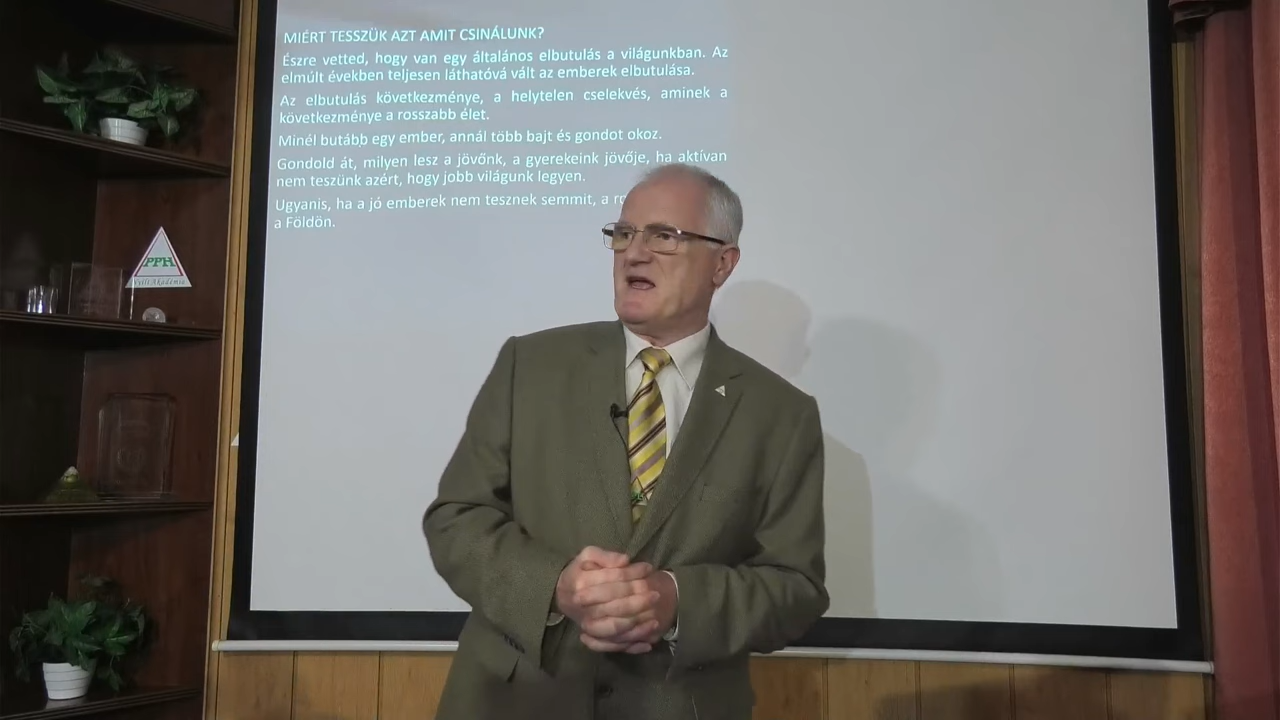 MIÉRT TESSZÜK AZT AMIT CSINÁLUNK?
Észre vetted, hogy van egy általános elbutulás a világunkban. Az
elmúlt években teljesen láthatóvá vált az emberek elbutulása.
Az elbutulás következménye, a helytelen cselekvés, aminek a
következménye a rosszabb élet.
Minél butább egy ember, annál több bajt és gondot okoz.
Gondold át, milyen lesz a jövőnk, a gyerekeink jövője, ha aktívan
nem teszünk azért, hogy jobb világunk legyen.
Ugyanis, ha a jó emberek nem tesznek semmit, a
a Földön.
PFH
Akadémia